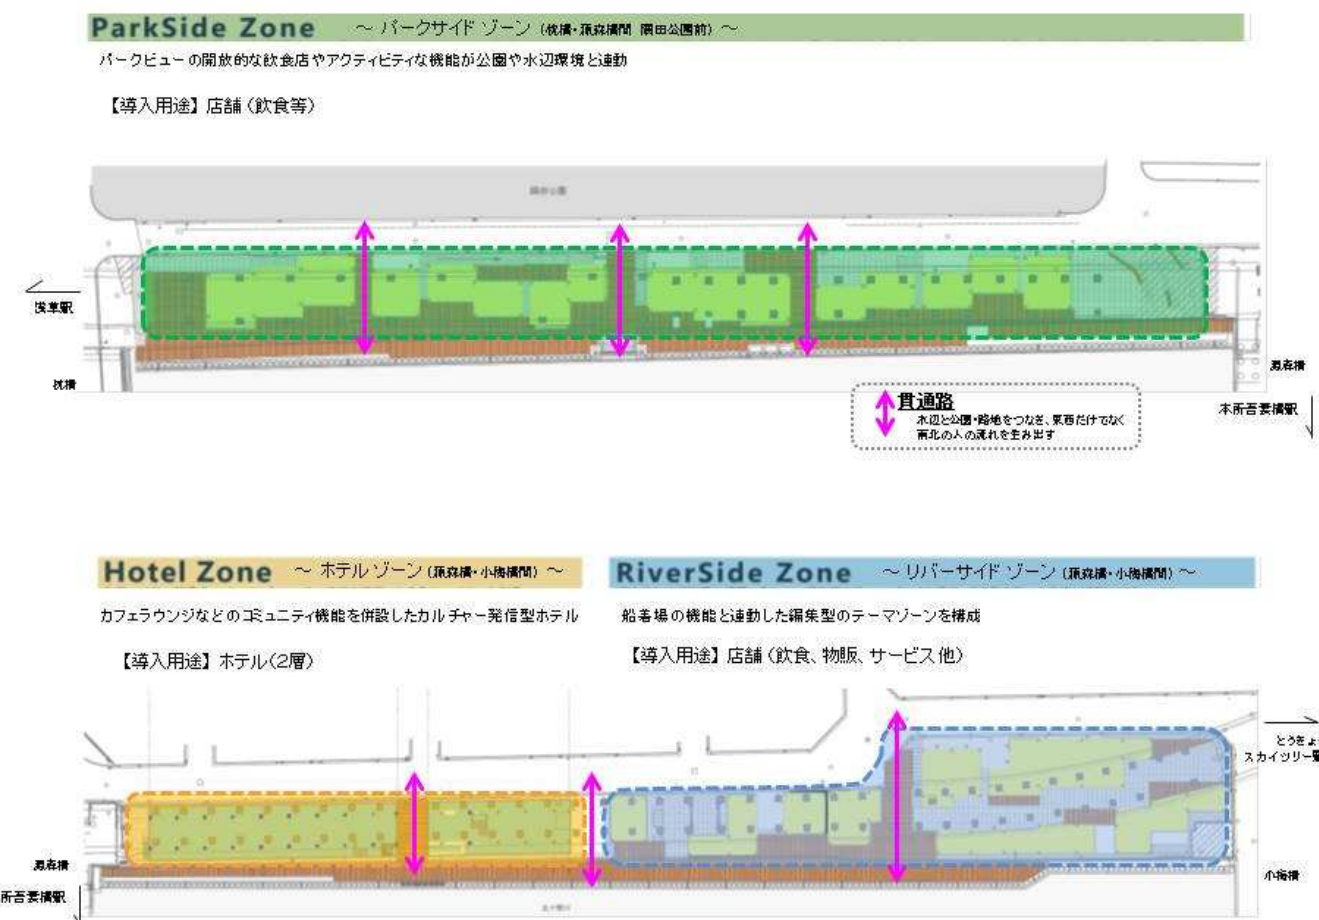 ParkSide Zone ～ パークサイド ゾーン (枕橋・源森橋間 隅田公園前) ～
パークビューの開放的な飲食店やアクティビティな機能が公園や水辺環境と連動
【導入用途】店舗(飲食等)
隅田公園
浅草駅
枕橋
源森橋
本所吾妻橋駅
貫通路
水辺と公園・路地をつなぎ、東西だけでなく
南北の人の流れを生み出す
Hotel Zone ～ ホテル ゾーン (源森橋・小梅橋間) ～
カフェラウンジなどのコミュニティ機能を併設したカルチャー発信型ホテル
【導入用途】ホテル(2層)
RiverSide Zone ～ リバーサイド ゾーン (源森橋・小梅橋間) ～
船着場の機能と連動した編集型のテーマゾーンを構成
【導入用途】店舗(飲食、物販、サービス他)
とうきょ
スカイツリー駅
源森橋
所吾妻橋駅
小梅橋
北十間川